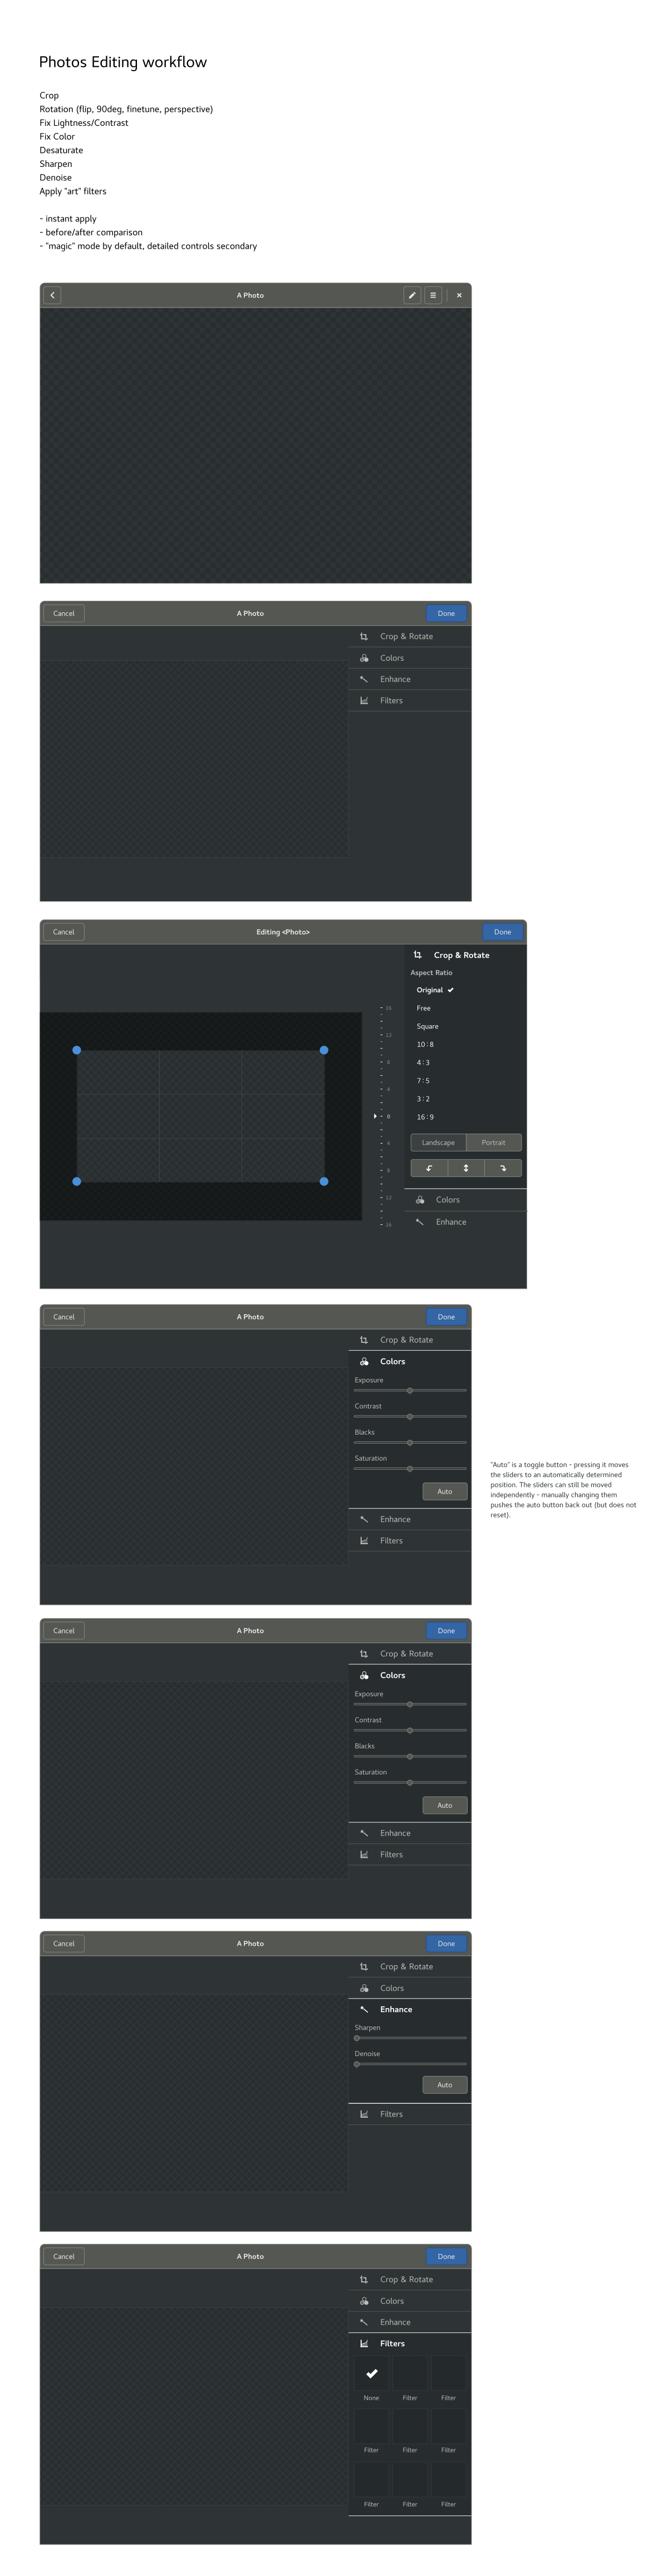 Photos Editing workflow
Crop
Rotation (flip, 90deg, finetune, perspective)
Fix Lightness/Contrast
Fix Color
Desaturate
Sharpen
Denoise
Apply "art" filters
- instant apply
- before/after comparison
- "magic" mode by default, detailed controls secondary
A Photo
Cancel
A Photo
Done
Crop & Rotate
Colors
Enhance
Filters
Cancel
Editing <Photo>
Done
Crop & Rotate
Aspect Ratio
Original
Free
Square
10:8
4:3
7:5
3:2
16:9
Landscape
Portrait
Colors
Enhance
16
12
8
4
0
4
8
12
16
Cancel
A Photo
Done
Crop & Rotate
Colors
Exposure
Contrast
Blacks
Saturation
Auto
Enhance
Filters
"Auto" is a toggle button - pressing it moves
the sliders to an automatically determined
position. The sliders can still be moved
independently - manually changing them
pushes the auto button back out (but does not
reset).
Cancel
A Photo
Done
Crop & Rotate
Colors
Exposure
Contrast
Blacks
Saturation
Auto
Enhance
Filters
Cancel
A Photo
Done
Crop & Rotate
Colors
Enhance
Sharpen
Denoise
Auto
Filters
Cancel
A Photo
Done
Crop & Rotate
Colors
Enhance
Filters
None Filter Filter
Filter Filter Filter
Filter Filter Filter